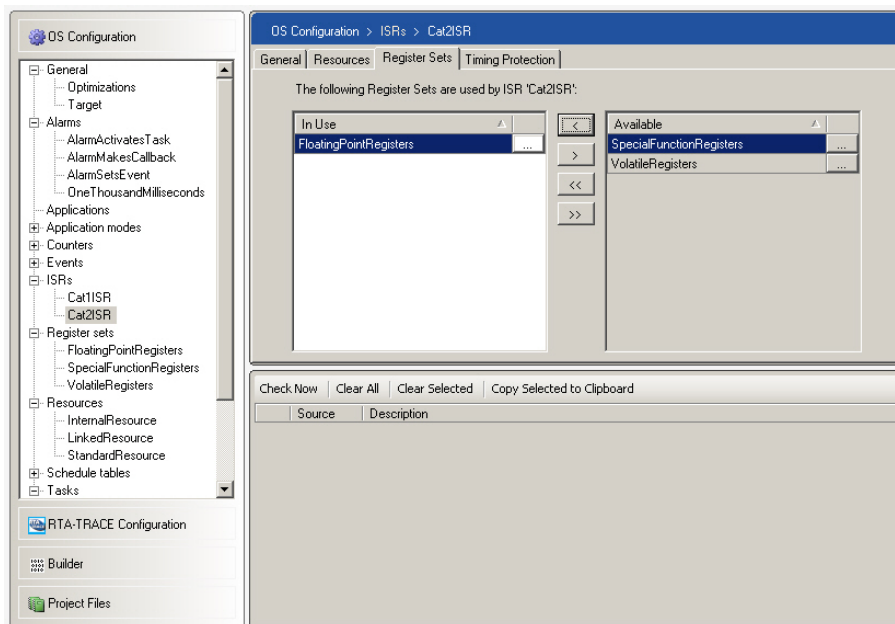 OS Configuration
General
Optimizations
Target
Alarms
AlarmActivatesTask
AlarmMakesCallback
AlarmSetsEvent
OneThousandMilliseconds
Applications
Application modes
Counters
Events
ISRs
Cat1ISR
Cat2ISR
Register sets
FloatingPointRegisters
SpecialFunctionRegisters
VolatileRegisters
Resources
InternalResource
LinkedResource
StandardResource
Schedule tables
Tasks
RTA-TRACE Configuration
Builder
Project Files
OS Configuration > ISRs > Cat2ISR
General Resources Register Sets Timing Protection
The following Register Sets are used by ISR 'Cat2ISR':
In Use
FloatingPointRegisters ...
<
>
<<
>>
Available
SpecialFunctionRegisters ...
VolatileRegisters ...
Check Now Clear All Clear Selected Copy Selected to Clipboard
Source Description